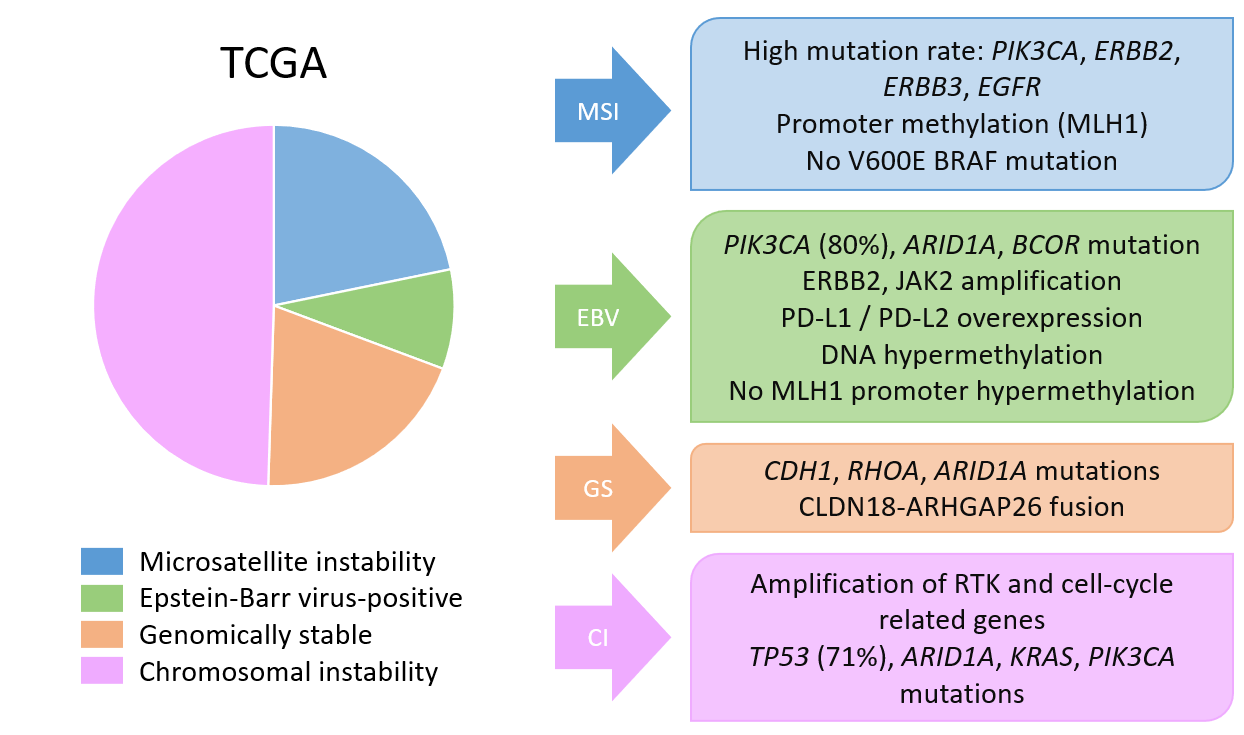 TCGA
Microsatellite instability
Epstein-Barr virus-positive
Genomically stable
Chromosomal instability
MSI
High mutation rate: PIK3CA, ERBB2,
ERBB3, EGFR
Promoter methylation (MLH1)
No V600E BRAF mutation
EBV
PIK3CA (80%), ARID1A, BCOR mutation
ERBB2, JAK2 amplification
PD-L1 / PD-L2 overexpression
DNA hypermethylation
No MLH1 promoter hypermethylation
GS
CDH1, RHOA, ARID1A mutations
CLDN18-ARHGAP26 fusion
CI
Amplification of RTK and cell-cycle
related genes
TP53 (71%), ARID1A, KRAS, PIK3CA
mutations